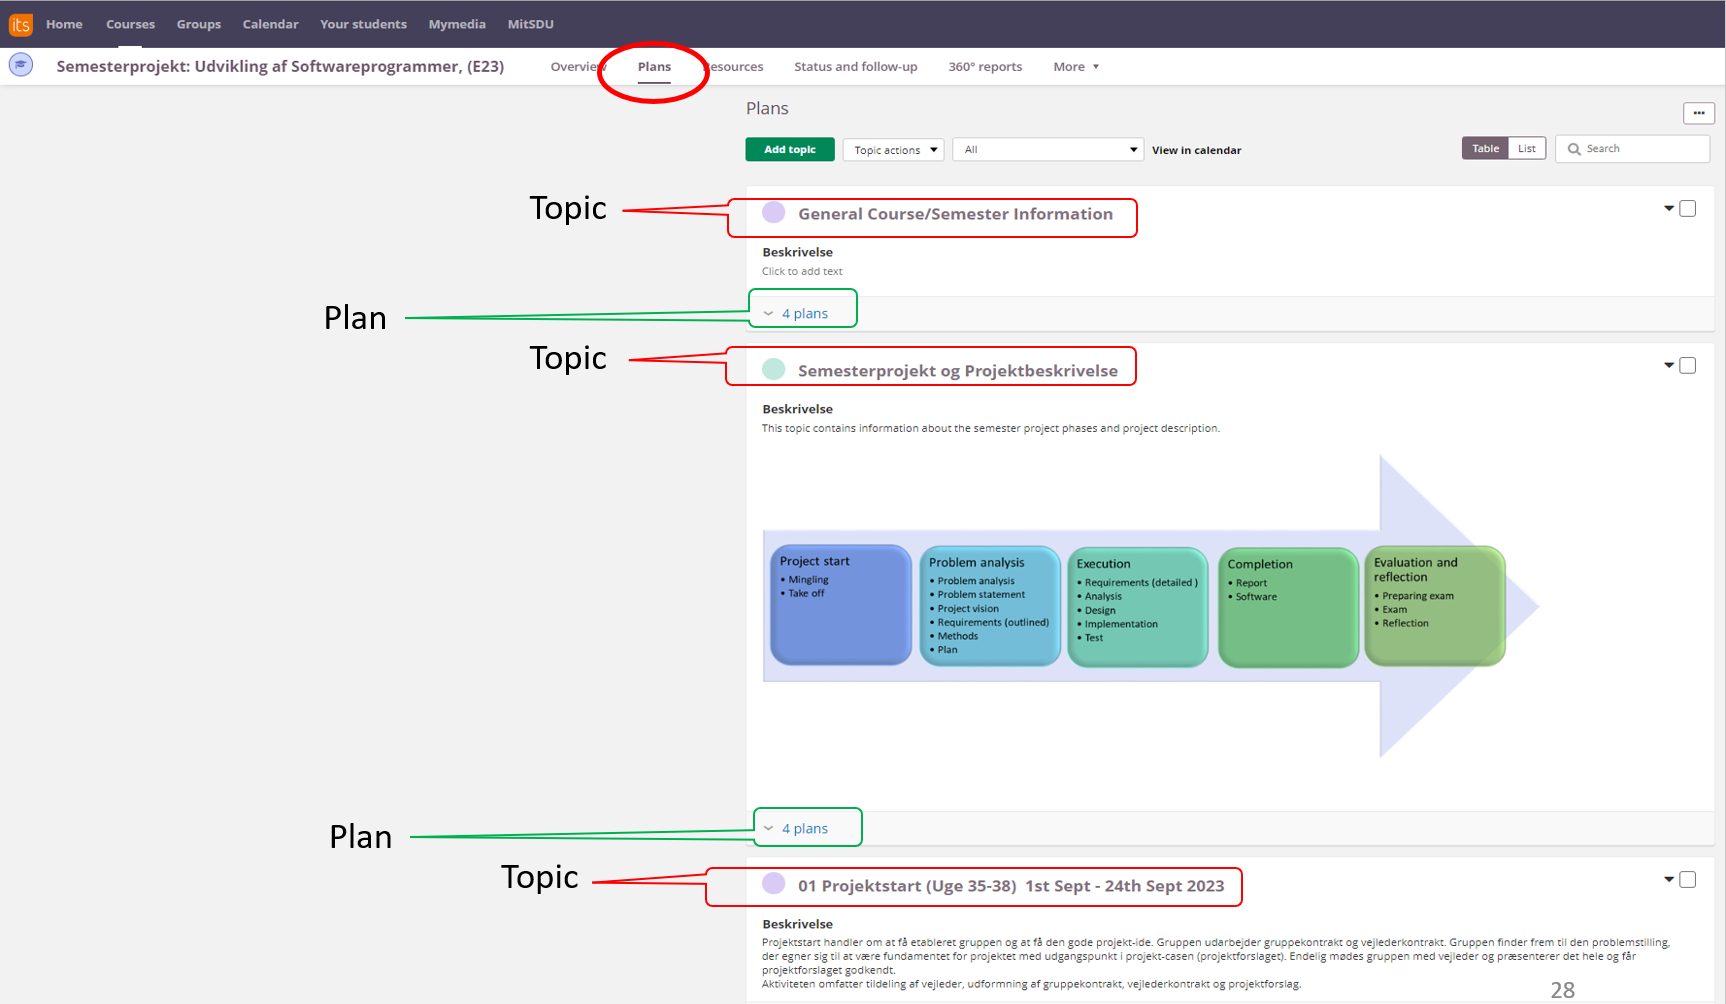 its Home Courses Groups Calendar Your students Mymedia MitSDU
Semesterprojekt: Udvikling af Softwareprogrammer, (E23) Overview Plans esources Status and follow-up 360° reports More
Plans
Add topic Topic actions All View in calendar Table List Search
Topic
General Course/Semester Information
Beskrivelse
Click to add text
Plan
4 plans
Topic
Semesterprojekt og Projektbeskrivelse
Beskrivelse
This topic contains information about the semester project phases and project description.
Project start
• Mingling
• Take off
Problem analysis
• Problem analysis
• Problem statement
• Project vision
• Requirements (outlined)
• Methods
• Plan
Execution
• Requirements (detailed )
• Analysis
• Design
• Implementation
• Test
Completion
• Report
• Software
Evaluation and
reflection
• Preparing exam
• Exam
• Reflection
Plan
4 plans
Topic
01 Projektstart (Uge 35-38) 1st Sept - 24th Sept 2023
Beskrivelse
Projektstart handler om at få etableret gruppen og at få den gode projekt-ide. Gruppen udarbejder gruppekontrakt og vejlederkontrakt. Gruppen finder frem til den problemstilling,
der egner sig til at være fundamentet for projektet med udgangspunkt i projekt-casen (projektforslaget). Endelig mødes gruppen med vejleder og præsenterer det hele og får
projektforslaget godkendt.
Aktiviteten omfatter tildeling af vejleder, udformning af gruppekontrakt, vejlederkontrakt og projektforslag.
28